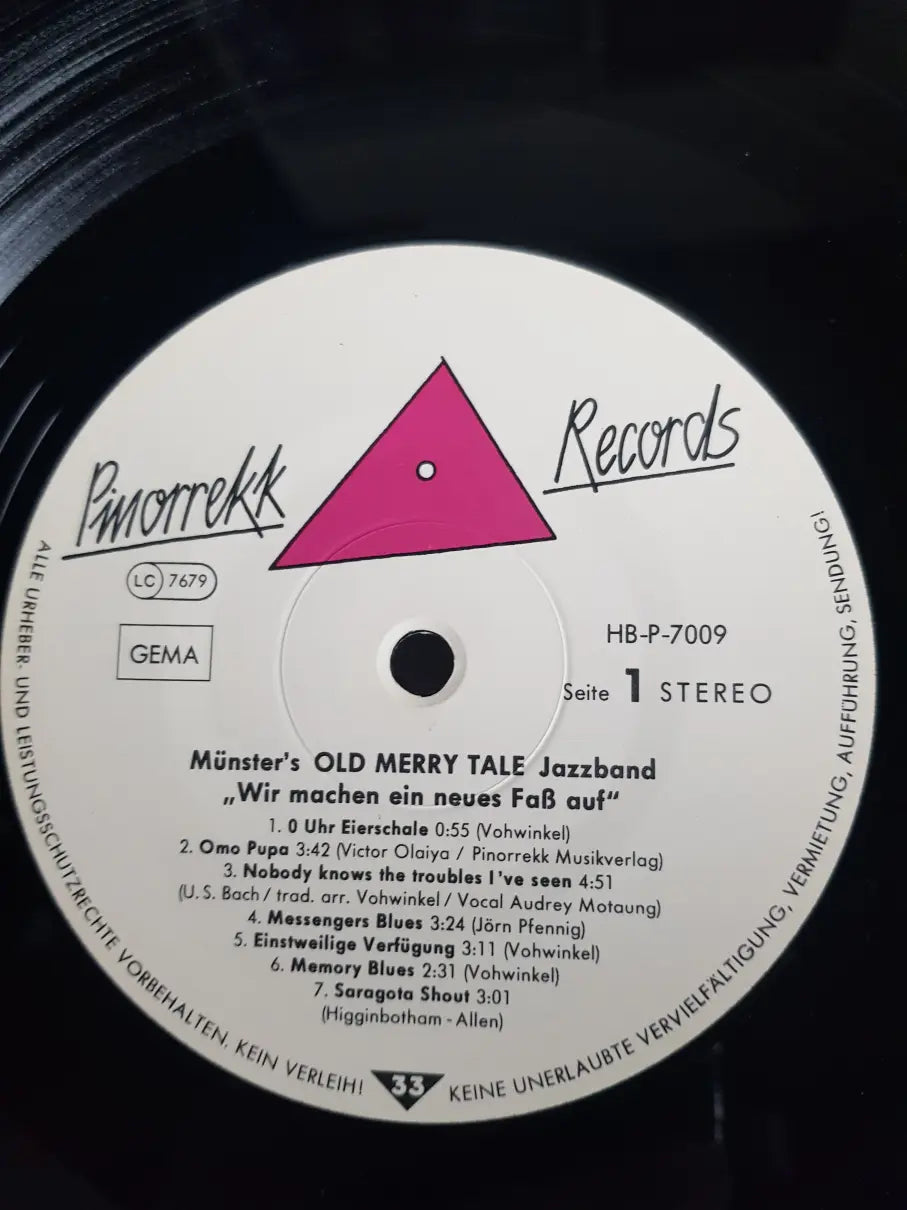 Pinorrekk Records
LC 7679
GEMA
HB-P-7009
Seite 1 STEREO
Münster's OLD MERRY TALE Jazzband
„Wir machen ein neues Faß auf“
1. 0 Uhr Eierschale 0:55 (Vohwinkel)
2. Omo Pupa 3:42 (Victor Olaiya / Pinorrekk Musikverlag)
3. Nobody knows the troubles I've seen 4:51
(U. S. Bach / trad. arr. Vohwinkel / Vocal Audrey Motaung)
4. Messengers Blues 3:24 (Jörn Pfennig)
5. Einstweilige Verfügung 3:11 (Vohwinkel)
6. Memory Blues 2:31 (Vohwinkel)
7. Saragota Shout 3:01
(Higginbotham - Allen)
ALLE URHEBER- UND LEISTUNGSSCHUTZRECHTE VORBEHALTEN, KEIN VERLEIH!
33
KEINE UNERLAUBTE VERVIELFÄLTIGUNG, VERMIETUNG, AUFFÜHRUNG, SENDUNG!